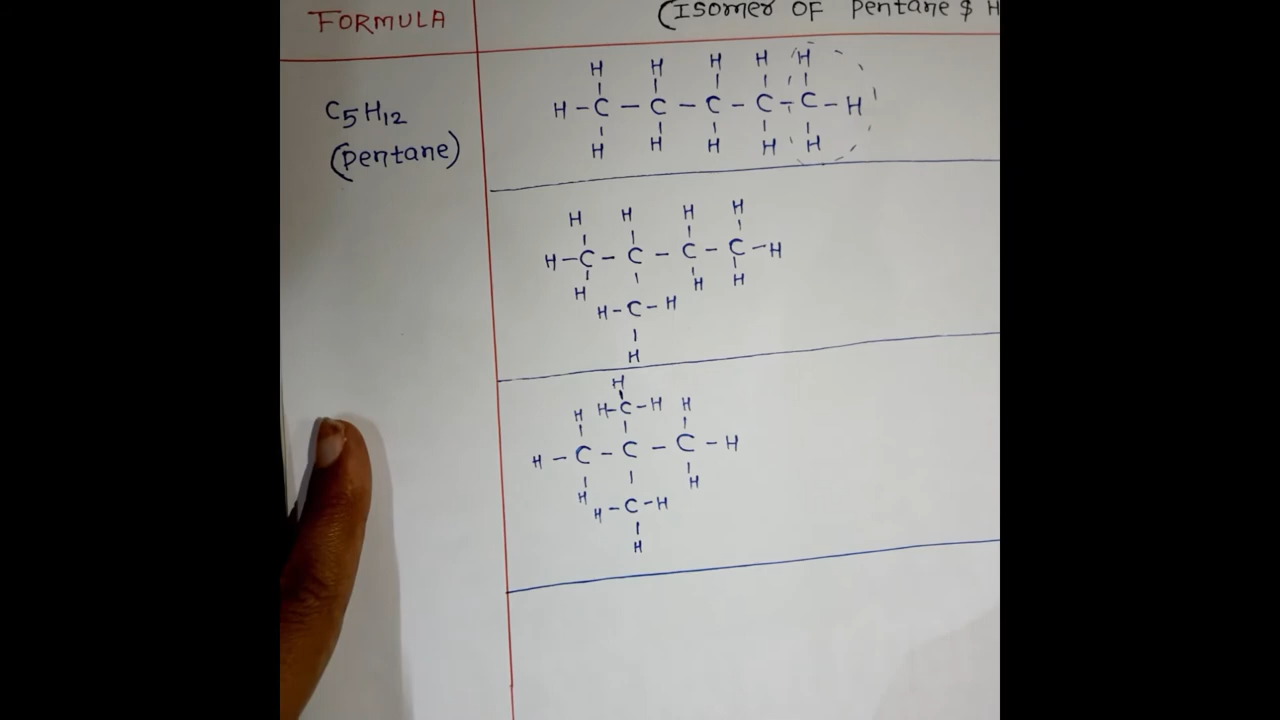 FORMULA
(Isomer OF Pentane $ H
C5H12
(Pentane)
H H H H H
H-C-C-C-C-C-H
H H H H H
H H H H
H-C-C-C-C-H
H H H
H-C-H
H
H
H H-C-H H
H-C-C-C-H
H H
H-C-H
H